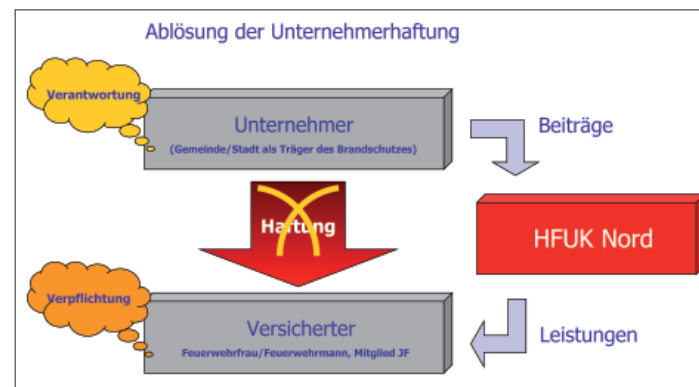 Ablösung der Unternehmerhaftung
Verantwortung
Unternehmer
(Gemeinde/Stadt als Träger des Brandschutzes)
Beiträge
Haftung
HFUK Nord
Verpflichtung
Versicherter
Feuerwehrfrau/Feuerwehrmann, Mitglied JF
Leistungen